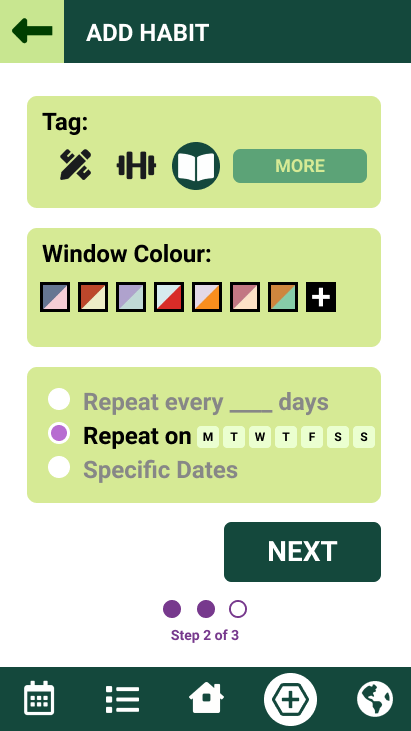 ADD HABIT
Tag:
MORE
Window Colour:
Repeat every ____ days
Repeat on M T W T F S S
Specific Dates
NEXT
Step 2 of 3